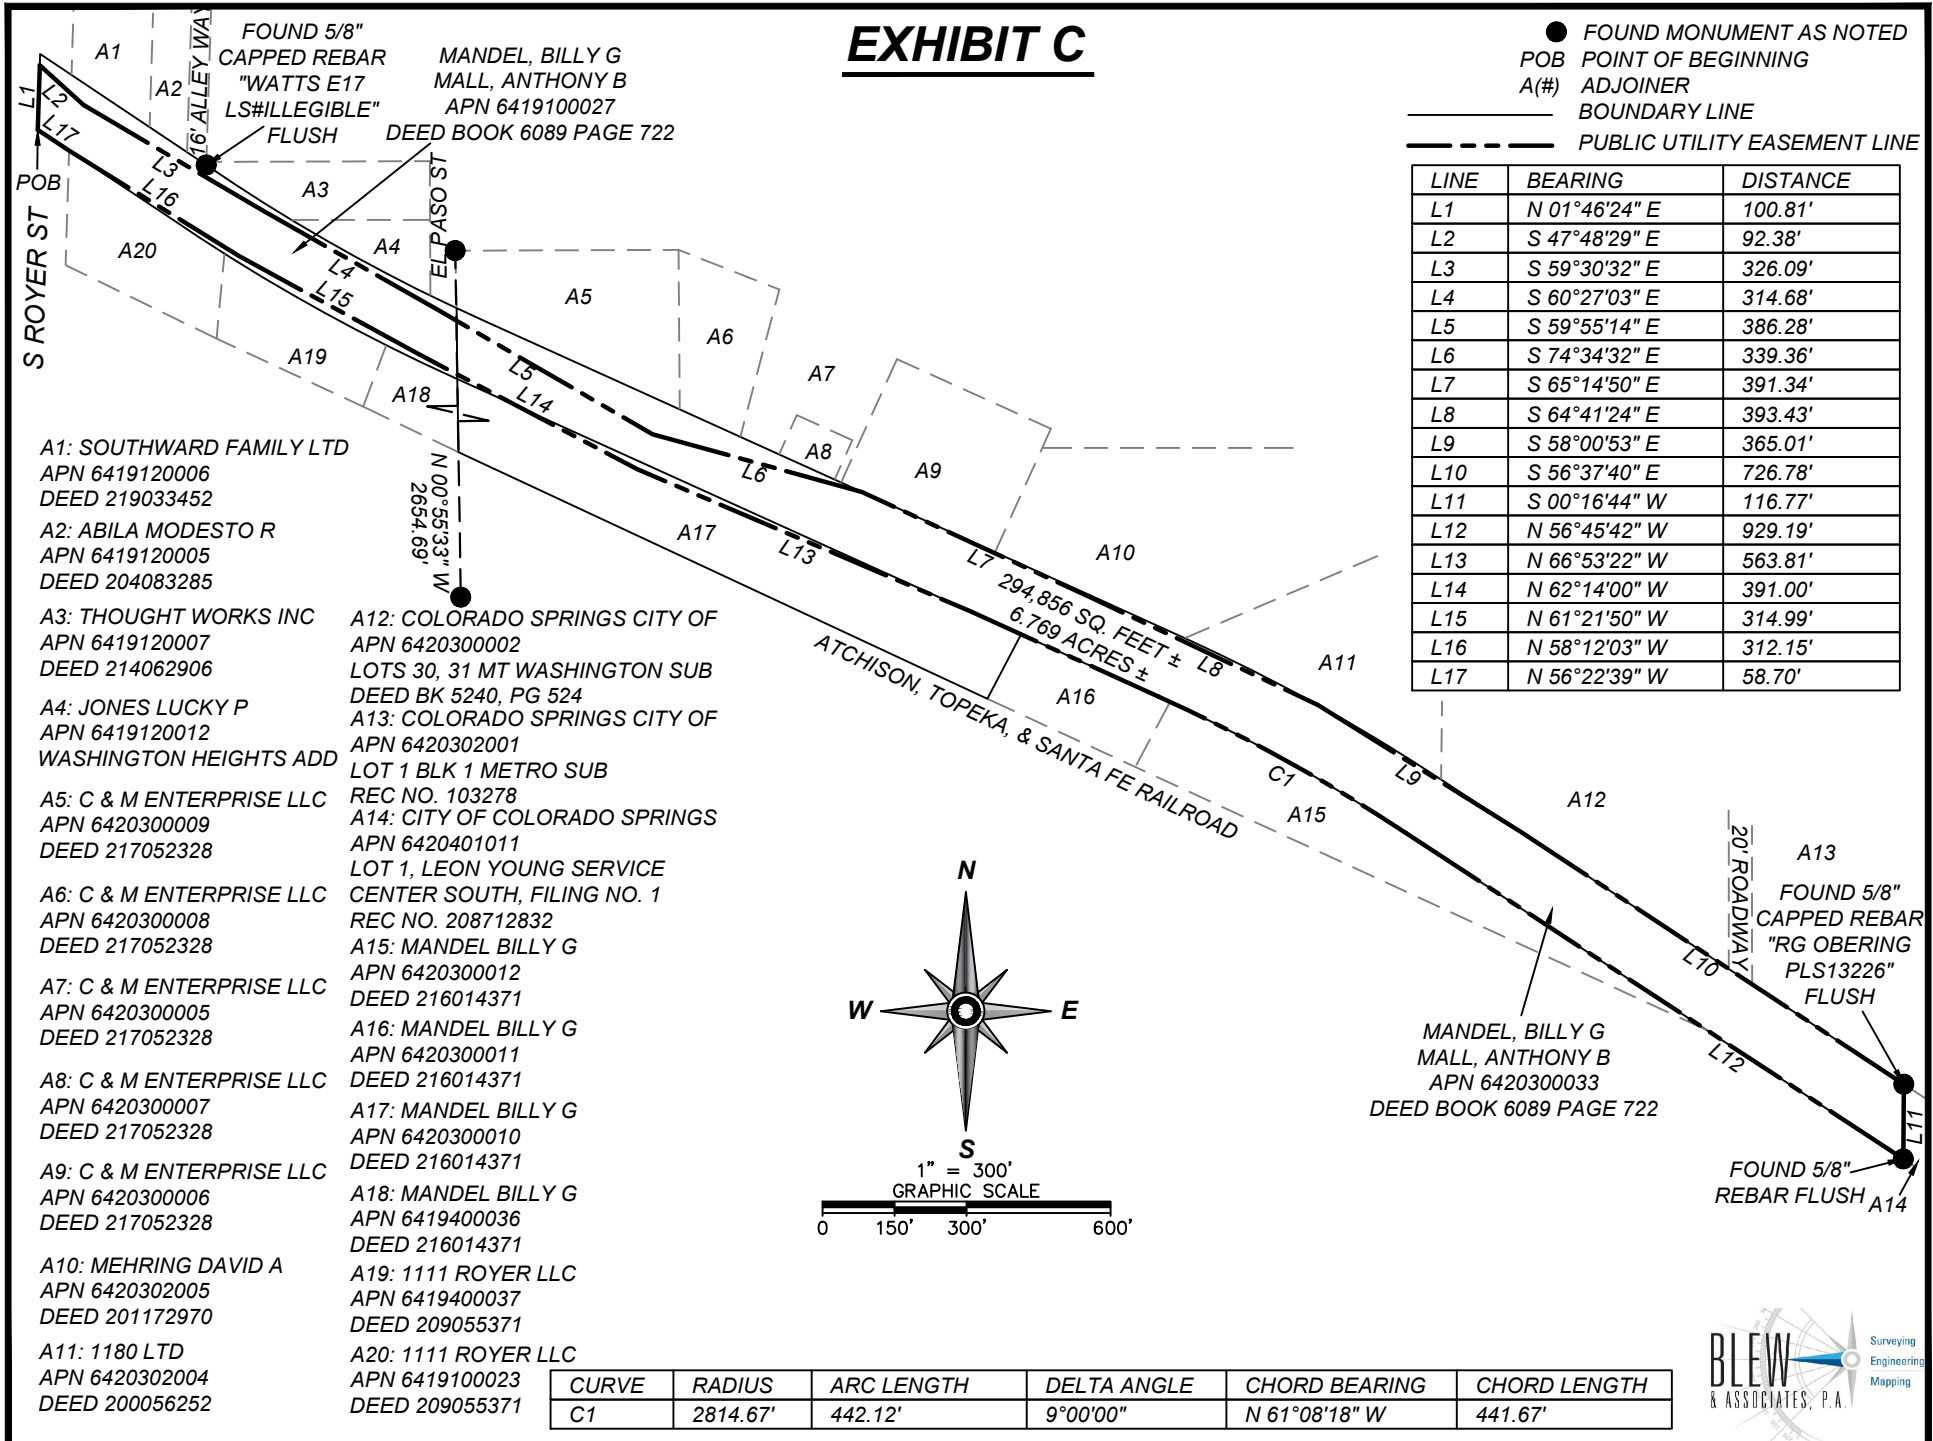 EXHIBIT C
FOUND MONUMENT AS NOTED
POB POINT OF BEGINNING
A(#) ADJOINER
BOUNDARY LINE
PUBLIC UTILITY EASEMENT LINE
LINE BEARING DISTANCE
L1 N 01°46'24" E 100.81'
L2 S 47°48'29" E 92.38'
L3 S 59°30'32" E 326.09'
L4 S 60°27'03" E 314.68'
L5 S 59°55'14" E 386.28'
L6 S 74°34'32" E 339.36'
L7 S 65°14'50" E 391.34'
L8 S 64°41'24" E 393.43'
L9 S 58°00'53" E 365.01'
L10 S 56°37'40" E 726.78'
L11 S 00°16'44" W 116.77'
L12 N 56°45'42" W 929.19'
L13 N 66°53'22" W 563.81'
L14 N 62°14'00" W 391.00'
L15 N 61°21'50" W 314.99'
L16 N 58°12'03" W 312.15'
L17 N 56°22'39" W 58.70'
A1
A2
16' ALLEY WAY
FOUND 5/8"
CAPPED REBAR
"WATTS E17
LS#ILLEGIBLE"
FLUSH
MANDEL, BILLY G
MALL, ANTHONY B
APN 6419100027
DEED BOOK 6089 PAGE 722
L1
L2
L17
POB
S ROYER ST
L3
L16
A3
A4
EL PASO ST
L4
L15
A20
A19
A18
A5
A6
A7
A8
A9
L5
L14
L6
A17
L13
N 00°55'33" W
2654.69'
L7
A10
294,856 SQ. FEET ±
6.769 ACRES ±
L8
A11
A16
ATCHISON, TOPEKA, & SANTA FE RAILROAD
C1
L9
A15
A12
20' ROADWAY
A13
FOUND 5/8"
CAPPED REBAR
"RG OBERING
PLS13226"
FLUSH
L10
L12
MANDEL, BILLY G
MALL, ANTHONY B
APN 6420300033
DEED BOOK 6089 PAGE 722
L11
FOUND 5/8"
REBAR FLUSH
A14
A1: SOUTHWARD FAMILY LTD
APN 6419120006
DEED 219033452
A2: ABILA MODESTO R
APN 6419120005
DEED 204083285
A3: THOUGHT WORKS INC
APN 6419120007
DEED 214062906
A4: JONES LUCKY P
APN 6419120012
WASHINGTON HEIGHTS ADD
A5: C & M ENTERPRISE LLC
APN 6420300009
DEED 217052328
A6: C & M ENTERPRISE LLC
APN 6420300008
DEED 217052328
A7: C & M ENTERPRISE LLC
APN 6420300005
DEED 217052328
A8: C & M ENTERPRISE LLC
APN 6420300007
DEED 217052328
A9: C & M ENTERPRISE LLC
APN 6420300006
DEED 217052328
A10: MEHRING DAVID A
APN 6420302005
DEED 201172970
A11: 1180 LTD
APN 6420302004
DEED 200056252
A12: COLORADO SPRINGS CITY OF
APN 6420300002
LOTS 30, 31 MT WASHINGTON SUB
DEED BK 5240, PG 524
A13: COLORADO SPRINGS CITY OF
APN 6420302001
LOT 1 BLK 1 METRO SUB
REC NO. 103278
A14: CITY OF COLORADO SPRINGS
APN 6420401011
LOT 1, LEON YOUNG SERVICE
CENTER SOUTH, FILING NO. 1
REC NO. 208712832
A15: MANDEL BILLY G
APN 6420300012
DEED 216014371
A16: MANDEL BILLY G
APN 6420300011
DEED 216014371
A17: MANDEL BILLY G
APN 6420300010
DEED 216014371
A18: MANDEL BILLY G
APN 6419400036
DEED 216014371
A19: 1111 ROYER LLC
APN 6419400037
DEED 209055371
A20: 1111 ROYER LLC
APN 6419100023
DEED 209055371
N
W
E
S
1" = 300'
GRAPHIC SCALE
0 150' 300' 600'
CURVE RADIUS ARC LENGTH DELTA ANGLE CHORD BEARING CHORD LENGTH
C1 2814.67' 442.12' 9°00'00" N 61°08'18" W 441.67'
BLEW
& ASSOCIATES, P.A.
Surveying
Engineering
Mapping